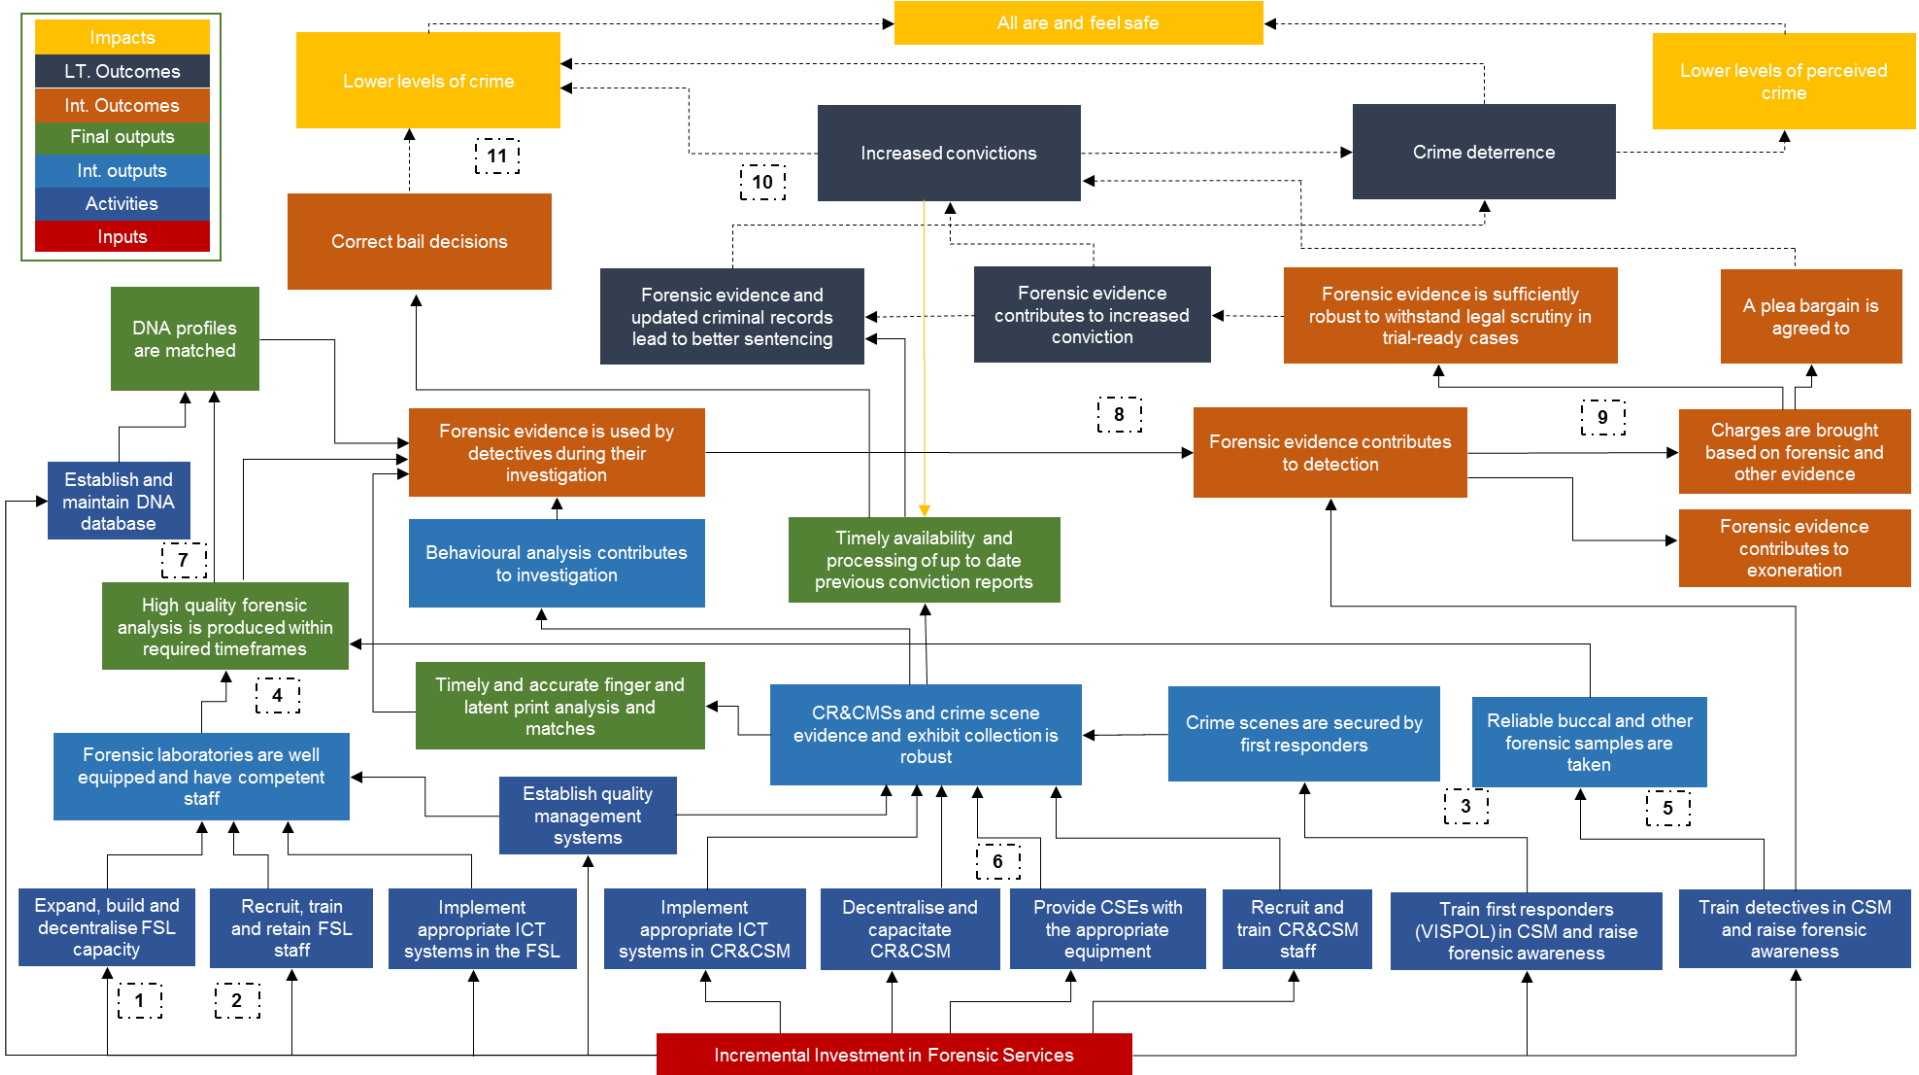 Impacts
LT. Outcomes
Int. Outcomes
Final outputs
Int. outputs
Activities
Inputs
All are and feel safe
Lower levels of crime
Lower levels of perceived
crime
11
10
Increased convictions
Crime deterrence
Correct bail decisions
Forensic evidence and
updated criminal records
lead to better sentencing
Forensic evidence
contributes to increased
conviction
Forensic evidence is sufficiently
robust to withstand legal scrutiny in
trial-ready cases
A plea bargain is
agreed to
DNA profiles
are matched
Forensic evidence is used by
detectives during their
investigation
8
Forensic evidence contributes
to detection
9
Charges are brought
based on forensic and
other evidence
Establish and
maintain DNA
database
7
Behavioural analysis contributes
to investigation
Timely availability and
processing of up to date
previous conviction reports
Forensic evidence
contributes to
exoneration
High quality forensic
analysis is produced within
required timeframes
4
Timely and accurate finger and
latent print analysis and
matches
CR&CMSs and crime scene
evidence and exhibit collection is
robust
Crime scenes are secured by
first responders
Reliable buccal and other
forensic samples are
taken
Forensic laboratories are well
equipped and have competent
staff
Establish quality
management
systems
3
5
6
Expand, build and
decentralise FSL
capacity
Recruit, train
and retain FSL
staff
Implement
appropriate ICT
systems in the FSL
Implement
appropriate ICT
systems in CR&CSM
Decentralise and
capacitate
CR&CSM
Provide CSEs with
the appropriate
equipment
Recruit and
train CR&CSM
staff
Train first responders
(VISPOL) in CSM and raise
forensic awareness
Train detectives in CSM
and raise forensic
awareness
1
2
Incremental Investment in Forensic Services